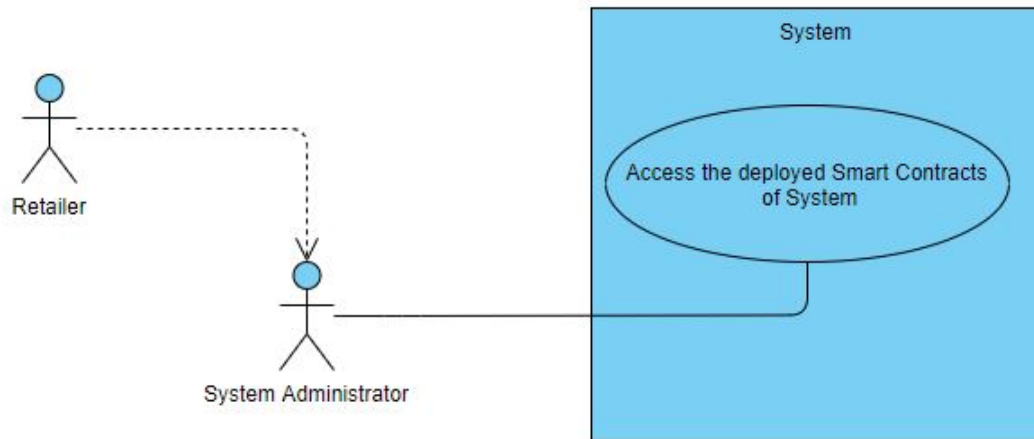 System
Access the deployed Smart Contracts
of System
Retailer
System Administrator